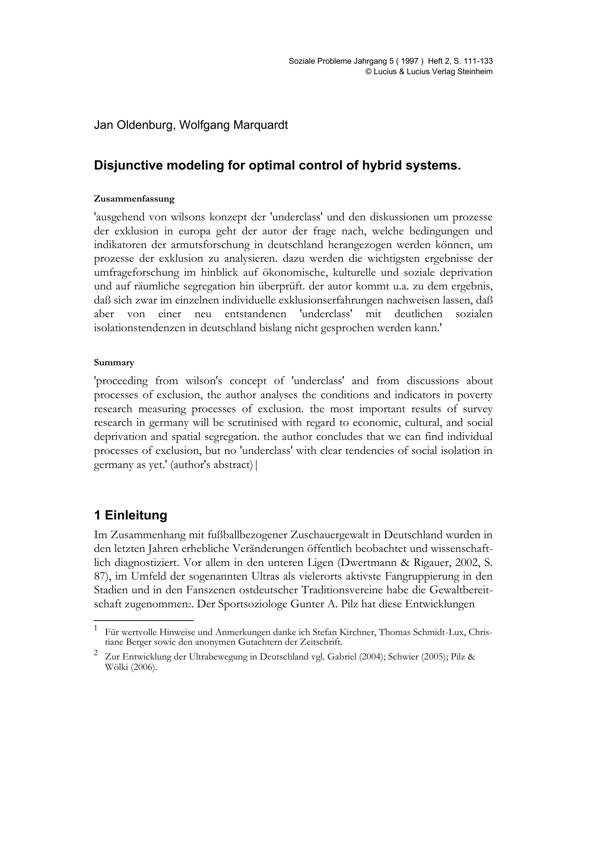 Soziale Probleme Jahrgang 5 ( 1997 ) Heft 2, S. 111-133
© Lucius & Lucius Verlag Steinheim
Jan Oldenburg, Wolfgang Marquardt
Disjunctive modeling for optimal control of hybrid systems.
Zusammenfassung
'ausgehend von wilsons konzept der 'underclass' und den diskussionen um prozesse
der exklusion in europa geht der autor der frage nach, welche bedingungen und
indikatoren der armutsforschung in deutschland herangezogen werden können, um
prozesse der exklusion zu analysieren. dazu werden die wichtigsten ergebnisse der
umfrageforschung im hinblick auf ökonomische, kulturelle und soziale deprivation
und auf räumliche segregation hin überprüft. der autor kommt u.a. zu dem ergebnis,
daß sich zwar im einzelnen individuelle exklusionserfahrungen nachweisen lassen, daß
aber von einer neu entstandenen 'underclass' mit deutlichen sozialen
isolationstendenzen in deutschland bislang nicht gesprochen werden kann.'
Summary
'proceeding from wilson's concept of 'underclass' and from discussions about
processes of exclusion, the author analyses the conditions and indicators in poverty
research measuring processes of exclusion. the most important results of survey
research in germany will be scrutinised with regard to economic, cultural, and social
deprivation and spatial segregation. the author concludes that we can find individual
processes of exclusion, but no 'underclass' with clear tendencies of social isolation in
germany as yet.' (author's abstract)|
1 Einleitung
Im Zusammenhang mit fußballbezogener Zuschauergewalt in Deutschland wurden in
den letzten Jahren erhebliche Veränderungen öffentlich beobachtet und wissenschaft-
lich diagnostiziert. Vor allem in den unteren Ligen (Dwertmann & Rigauer, 2002, S.
87), im Umfeld der sogenannten Ultras als vielerorts aktivste Fangruppierung in den
Stadien und in den Fanszenen ostdeutscher Traditionsvereine habe die Gewaltbereit-
schaft zugenommen2. Der Sportsoziologe Gunter A. Pilz hat diese Entwicklungen
1 Für wertvolle Hinweise und Anmerkungen danke ich Stefan Kirchner, Thomas Schmidt-Lux, Chris-
tiane Berger sowie den anonymen Gutachtern der Zeitschrift.
2 Zur Entwicklung der Ultrabewegung in Deutschland vgl. Gabriel (2004); Schwier (2005); Pilz &
Wölki (2006).